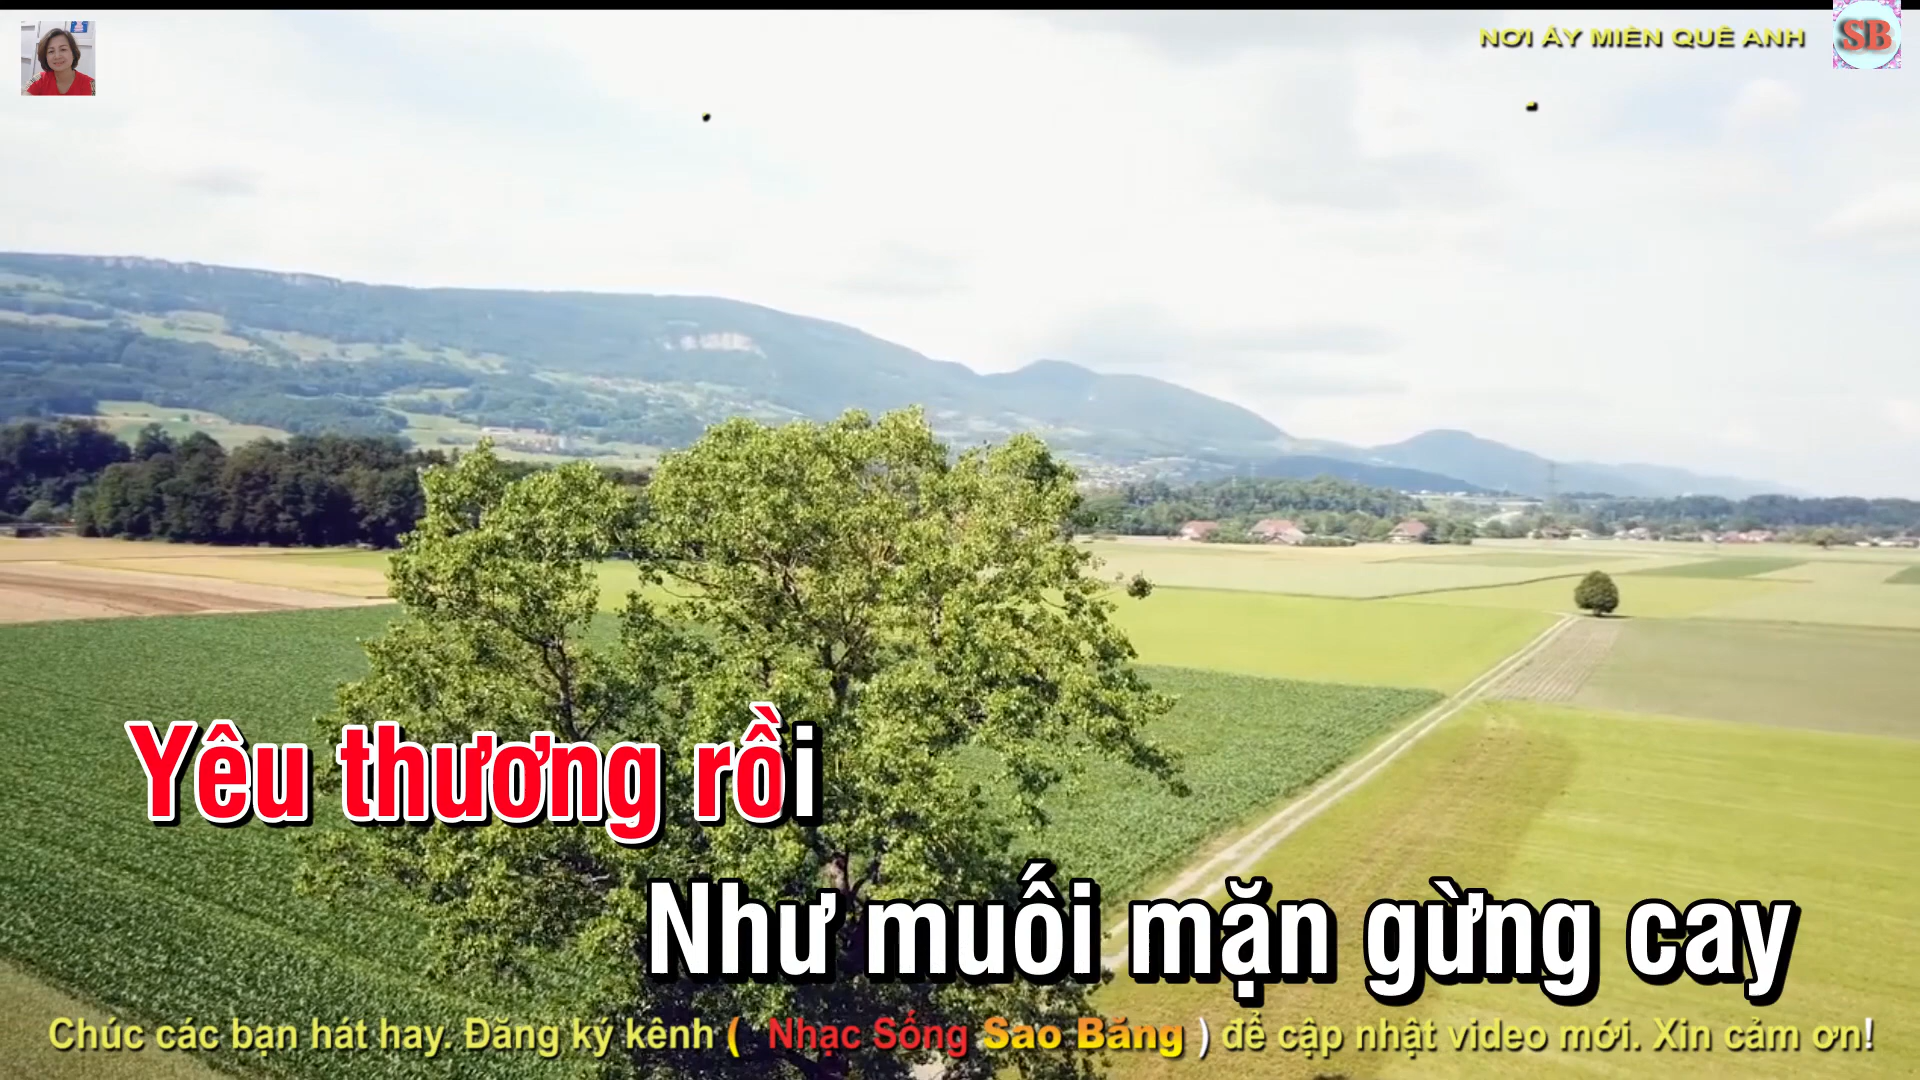 NƠI ẤY MIỀN QUÊ ANH
SB
Yêu thương rồi
Như muối mặn gừng cay
Chúc các bạn hát hay. Đăng ký kênh ( Nhạc Sống Sao Băng ) để cập nhật video mới. Xin cảm ơn!